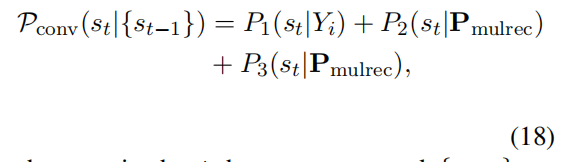 𝒫conv(st|{st−1}) = P1(st|Yi) + P2(st|Pmulrec)
+ P3(st|Pmulrec),
(18)